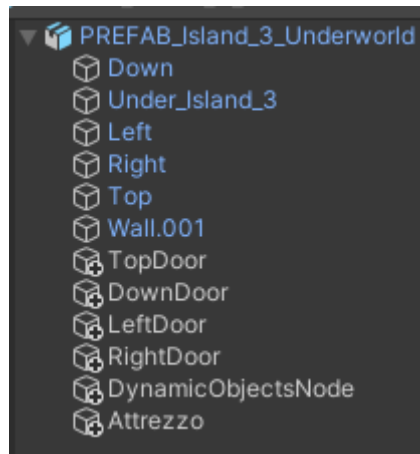 PREFAB_Island_3_Underworld
Down
Under_Island_3
Left
Right
Top
Wall.001
TopDoor
DownDoor
LeftDoor
RightDoor
DynamicObjectsNode
Attrezzo